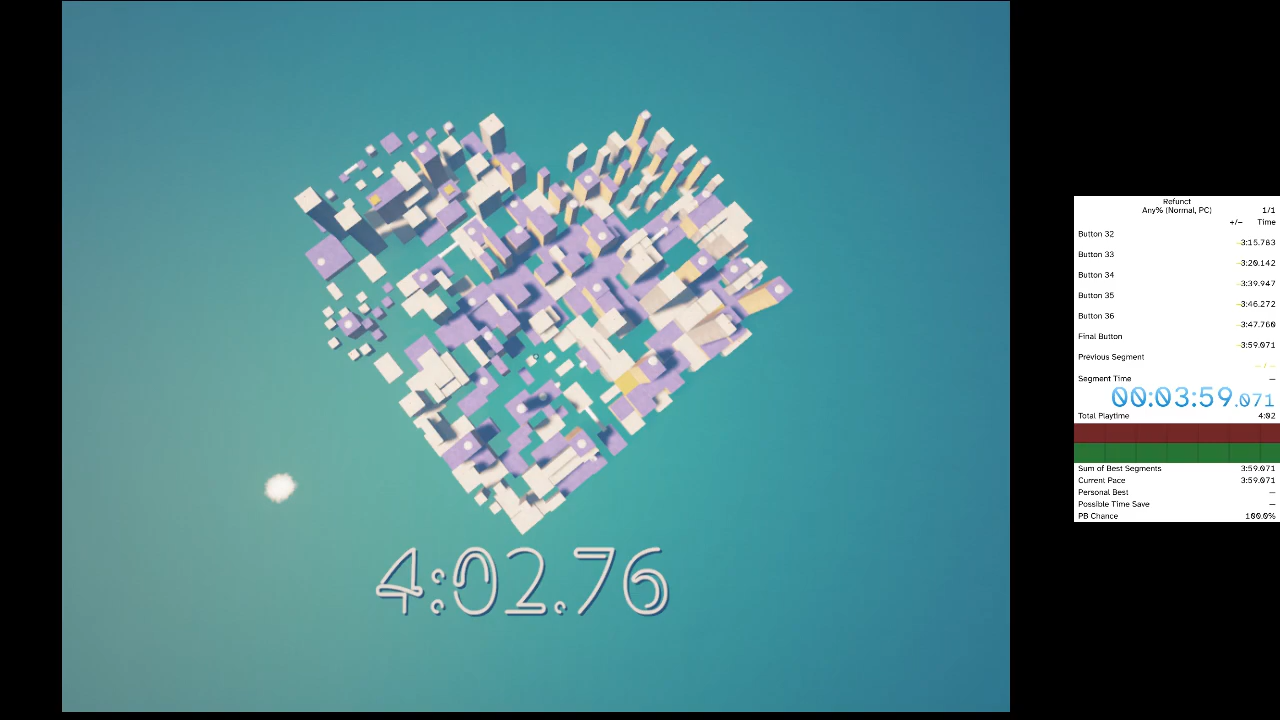 4:02.76
Refunct
Any% (Normal, PC) 1/1
+/- Time
Button 32
-3:15.763
Button 33
-3:20.142
Button 34
-3:39.947
Button 35
-3:46.272
Button 36
-3:47.760
Final Button
-3:59.071
Previous Segment
— / —
Segment Time —
00:03:59.071
Total Playtime 4:02
Sum of Best Segments 3:59.071
Current Pace 3:59.071
Personal Best —
Possible Time Save —
PB Chance 100.0%